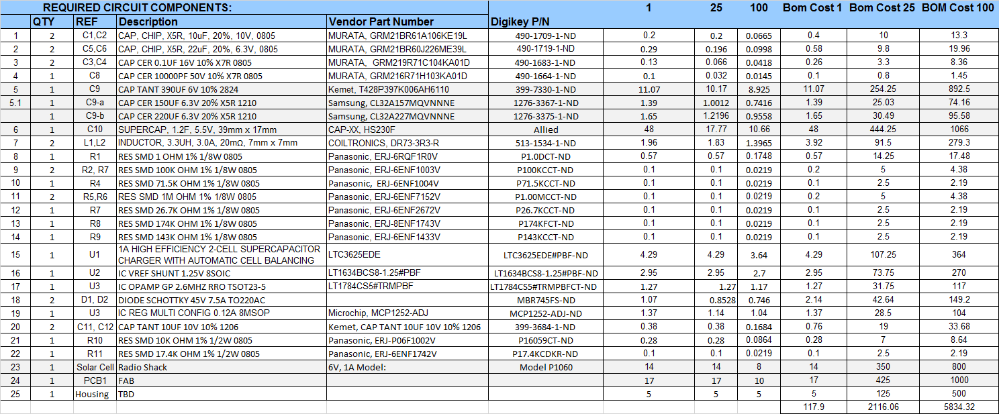 REQUIRED CIRCUIT COMPONENTS: 1 25 100 Bom Cost 1 Bom Cost 25 BOM Cost 100
QTY REF Description Vendor Part Number Digikey P/N
1 2 C1,C2 CAP, CHIP, X5R, 10uF, 20%, 10V, 0805 MURATA, GRM21BR61A106KE19L 490-1709-1-ND 0.2 0.2 0.0665 0.4 10 13.3
2 2 C5,C6 CAP, CHIP, X5R, 22uF, 20%, 6.3V, 0805 MURATA, GRM21BR60J226ME39L 490-1719-1-ND 0.29 0.196 0.0998 0.58 9.8 19.96
3 2 C3,C4 CAP CER 0.1UF 16V 10% X7R 0805 MURATA, GRM219R71C104KA01D 490-1683-1-ND 0.13 0.066 0.0418 0.26 3.3 8.36
4 1 C8 CAP CER 10000PF 50V 10% X7R 0805 MURATA, GRM216R71H103KA01D 490-1664-1-ND 0.1 0.032 0.0145 0.1 0.8 1.45
5 1 C9 CAP TANT 390UF 6V 10% 2824 Kemet, T428P397K006AH6110 399-7330-1-ND 11.07 10.17 8.925 11.07 254.25 892.5
5.1 1 C9-a CAP CER 150UF 6.3V 20% X5R 1210 Samsung, CL32A157MQVNNNE 1276-3367-1-ND 1.39 1.0012 0.7416 1.39 25.03 74.16
1 C9-b CAP CER 220UF 6.3V 20% X5R 1210 Samsung, CL32A227MQVNNNE 1276-3375-1-ND 1.65 1.2196 0.9558 1.65 30.49 95.58
6 1 C10 SUPERCAP, 1.2F, 5.5V, 39mm x 17mm CAP-XX, HS230F Allied 48 17.77 10.66 48 444.25 1066
7 2 L1,L2 INDUCTOR, 3.3UH, 3.0A, 20mΩ, 7mm x 7mm COILTRONICS, DR73-3R3-R 513-1534-1-ND 1.96 1.83 1.3965 3.92 91.5 279.3
8 1 R1 RES SMD 1 OHM 1% 1/8W 0805 Panasonic, ERJ-6RQF1R0V P1.0DCT-ND 0.57 0.57 0.1748 0.57 14.25 17.48
9 2 R2, R7 RES SMD 100K OHM 1% 1/8W 0805 Panasonic, ERJ-6ENF1003V P100KCCT-ND 0.1 0.1 0.0219 0.2 5 4.38
10 1 R4 RES SMD 71.5K OHM 1% 1/8W 0805 Panasonic, ERJ-6ENF1004V P71.5KCCT-ND 0.1 0.1 0.0219 0.1 2.5 2.19
11 2 R5,R6 RES SMD 1M OHM 1% 1/8W 0805 Panasonic, ERJ-6ENF7152V P1.00MCCT-ND 0.1 0.1 0.0219 0.2 5 4.38
12 1 R7 RES SMD 26.7K OHM 1% 1/8W 0805 Panasonic, ERJ-6ENF2672V P26.7KCCT-ND 0.1 0.1 0.0219 0.1 2.5 2.19
13 1 R8 RES SMD 174K OHM 1% 1/8W 0805 Panasonic, ERJ-8ENF1743V P174KFCT-ND 0.1 0.1 0.0219 0.1 2.5 2.19
14 1 R9 RES SMD 143K OHM 1% 1/8W 0805 Panasonic, ERJ-6ENF1433V P143KCCT-ND 0.1 0.1 0.0219 0.1 2.5 2.19
15 1 U1 1A HIGH EFFICIENCY 2-CELL SUPERCAPACITOR
CHARGER WITH AUTOMATIC CELL BALANCING LTC3625EDE LTC3625EDE#PBF-ND 4.29 4.29 3.64 4.29 107.25 364
16 1 U2 IC VREF SHUNT 1.25V 8SOIC LT1634BCS8-1.25#PBF LT1634BCS8-1.25#PBF-ND 2.95 2.95 2.7 2.95 73.75 270
17 1 U3 IC OPAMP GP 2.6MHZ RRO TSOT23-5 LT1784CS5#TRMPBF LT1784CS5#TRMPBFCT-ND 1.27 1.27 1.17 1.27 31.75 117
18 2 D1, D2 DIODE SCHOTTKY 45V 7.5A TO220AC MBR745FS-ND 1.07 0.8528 0.746 2.14 42.64 149.2
19 1 U3 IC REG MULTI CONFIG 0.12A 8MSOP Microchip, MCP1252-ADJ MCP1252-ADJ-ND 1.37 1.14 1.04 1.37 28.5 104
20 2 C11, C12 CAP TANT 10UF 10V 10% 1206 Kemet, CAP TANT 10UF 10V 10% 1206 399-3684-1-ND 0.38 0.38 0.1684 0.76 19 33.68
21 1 R10 RES SMD 10K OHM 1% 1/2W 0805 Panasonic, ERJ-P06F1002V P16059CT-ND 0.28 0.28 0.0864 0.28 7 8.64
22 1 R11 RES SMD 17.4K OHM 1% 1/2W 0805 Panasonic, ERJ-6ENF1742V P17.4KCDKR-ND 0.1 0.1 0.0219 0.1 2.5 2.19
23 1 Solar Cell Radio Shack 6V, 1A Model: Model P1060 14 14 8 14 350 800
24 1 PCB1 FAB 17 17 10 17 425 1000
25 1 Housing TBD 5 5 5 5 125 500
117.9 2116.06 5834.32